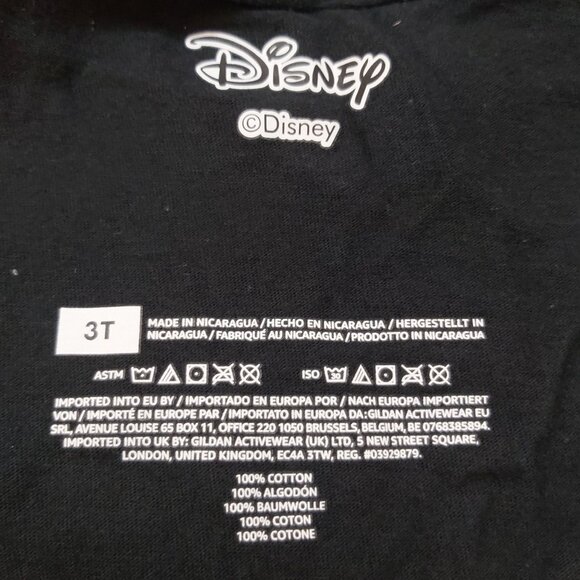 Disney
©Disney
3T
MADE IN NICARAGUA / HECHO EN NICARAGUA / HERGESTELLT IN
NICARAGUA / FABRIQUÉ AU NICARAGUA / PRODOTTO IN NICARAGUA
ASTM
ISO
IMPORTED INTO EU BY / IMPORTADO EN EUROPA POR / NACH EUROPA IMPORTIERT
VON / IMPORTÉ EN EUROPE PAR / IMPORTATO IN EUROPA DA: GILDAN ACTIVEWEAR EU
SRL, AVENUE LOUISE 65 BOX 11, OFFICE 220 1050 BRUSSELS, BELGIUM, BE 0768385894.
IMPORTED INTO UK BY: GILDAN ACTIVEWEAR (UK) LTD, 5 NEW STREET SQUARE,
LONDON, UNITED KINGDOM, EC4A 3TW, REG. #03929879.
100% COTTON
100% ALGODÓN
100% BAUMWOLLE
100% COTON
100% COTONE